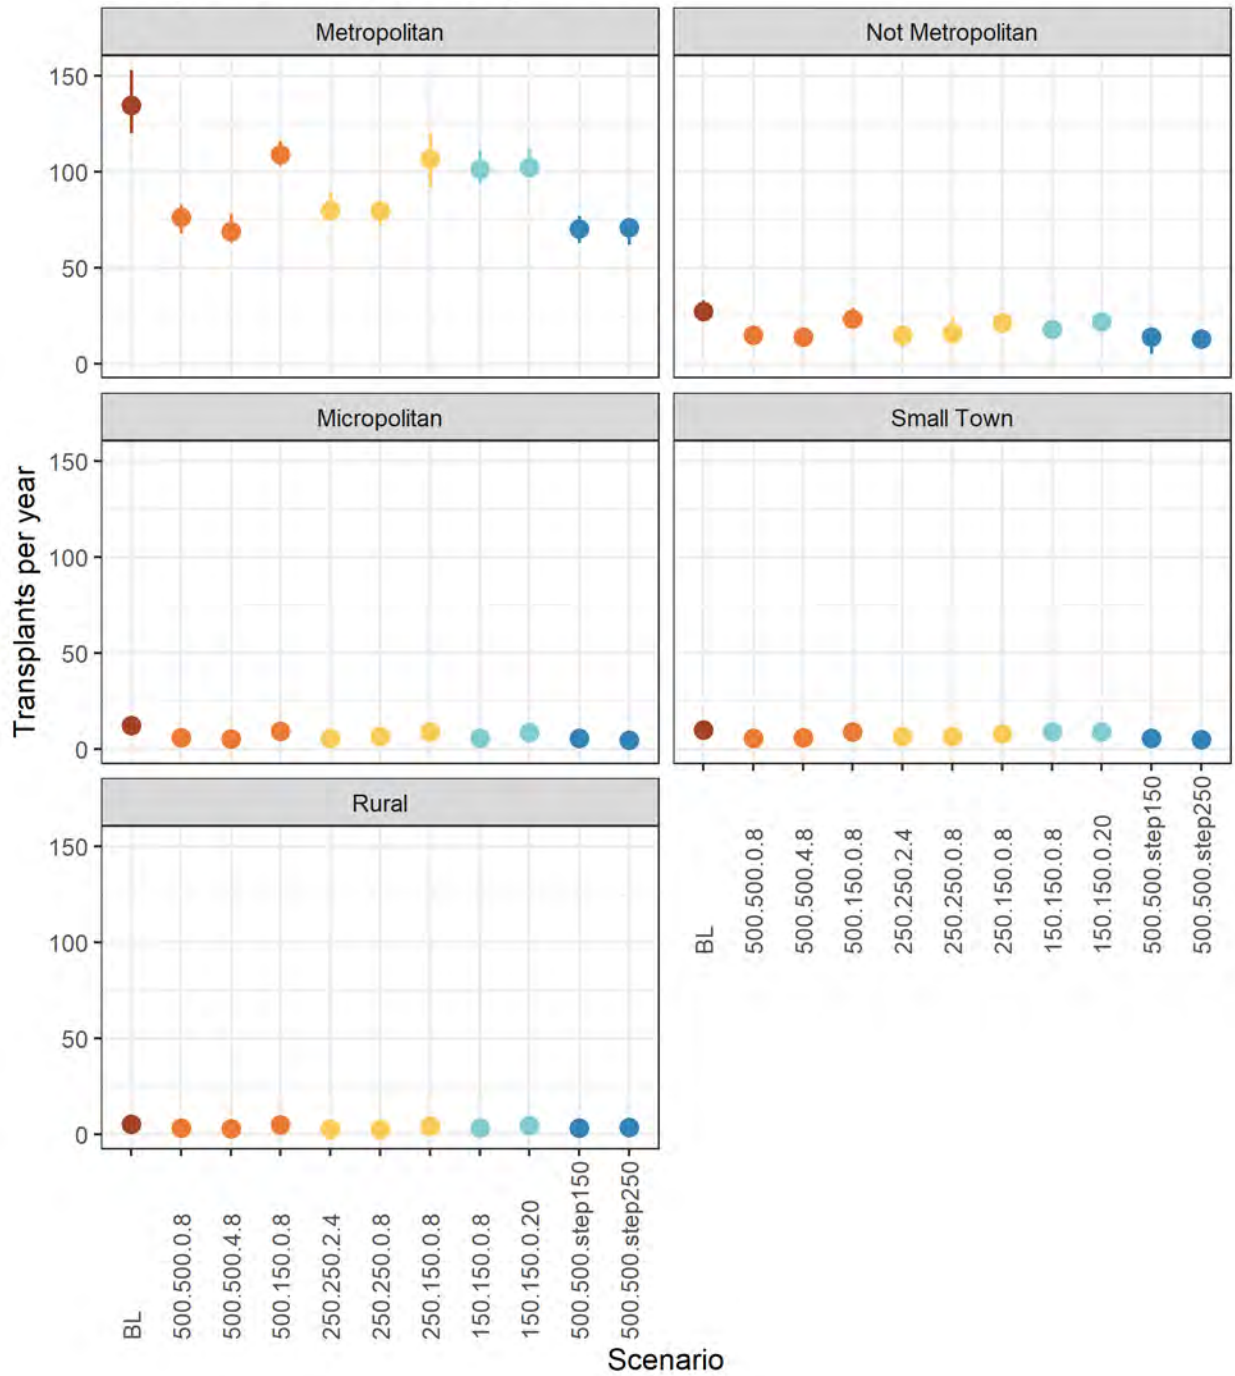 Metropolitan
Not Metropolitan
150
100
50
0
Micropolitan
Small Town
150
100
50
0
Rural
150
100
50
0
Transplants per year
BL
500.500.0.8
500.500.4.8
500.150.0.8
250.250.2.4
250.250.0.8
250.150.0.8
150.150.0.8
150.150.0.20
500.500.step150
500.500.step250
BL
500.500.0.8
500.500.4.8
500.150.0.8
250.250.2.4
250.250.0.8
250.150.0.8
150.150.0.8
150.150.0.20
500.500.step150
500.500.step250
Scenario